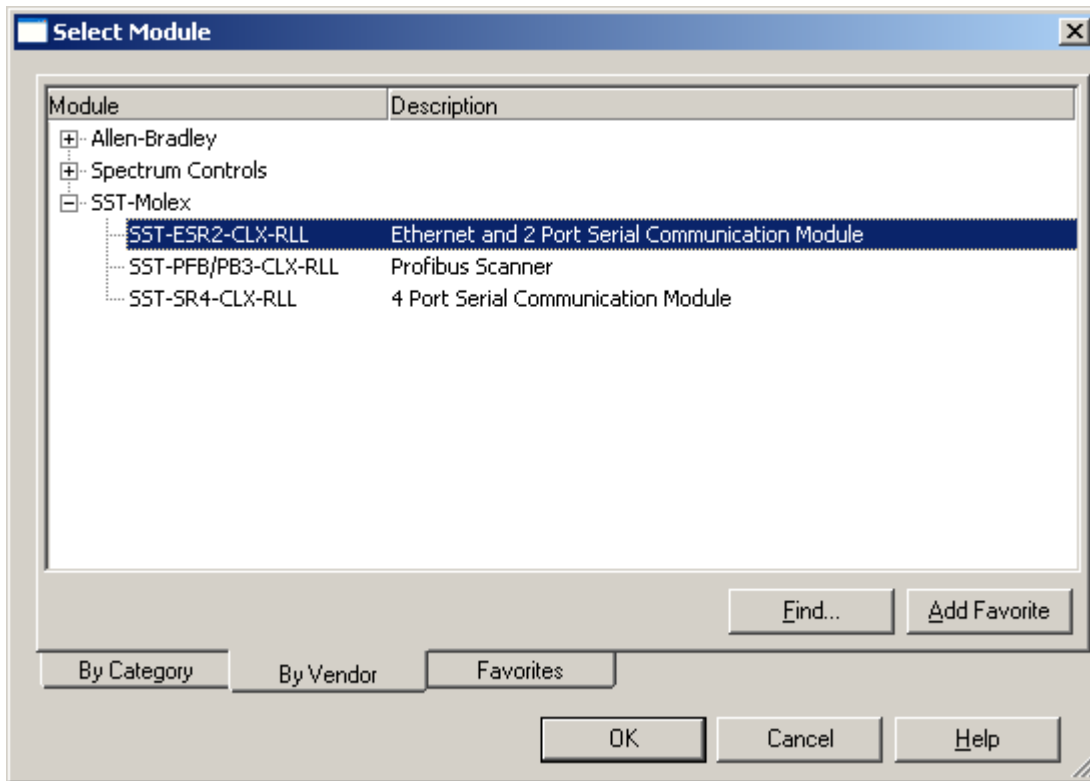 Select Module
Module Description
Allen-Bradley
Spectrum Controls
SST-Molex
SST-ESR2-CLX-RLL Ethernet and 2 Port Serial Communication Module
SST-PFB/PB3-CLX-RLL Profibus Scanner
SST-SR4-CLX-RLL 4 Port Serial Communication Module
Find... Add Favorite
By Category By Vendor Favorites
OK Cancel Help